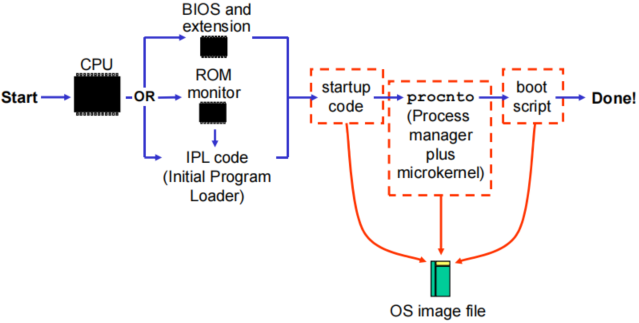 BIOS and
extension
CPU
ROM
monitor
Start
OR
IPL code
(Initial Program
Loader)
startup
code
procnto
(Process
manager
plus
microkernel)
boot
script
Done!
OS image file